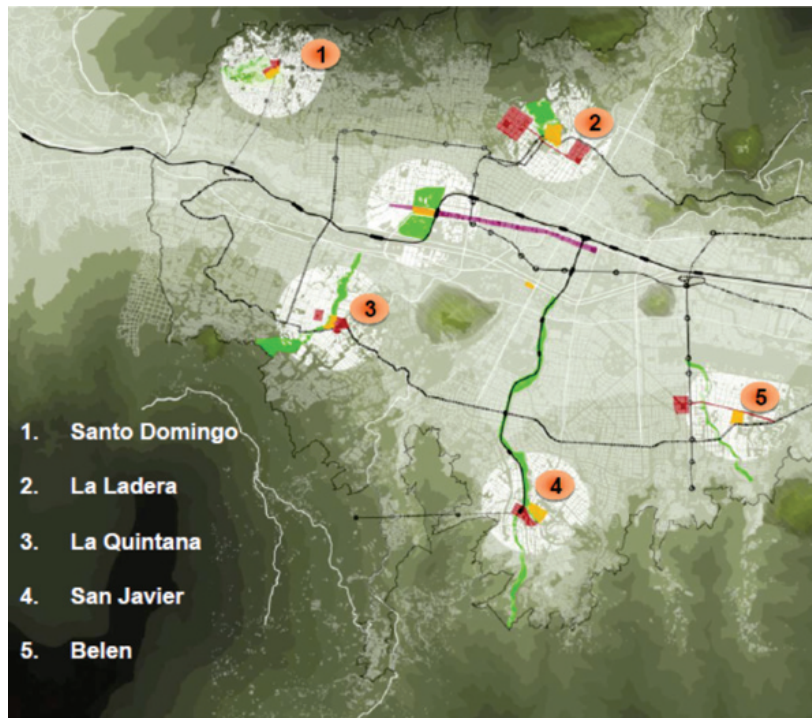 1
2
3
4
5
1. Santo Domingo
2. La Ladera
3. La Quintana
4. San Javier
5. Belen